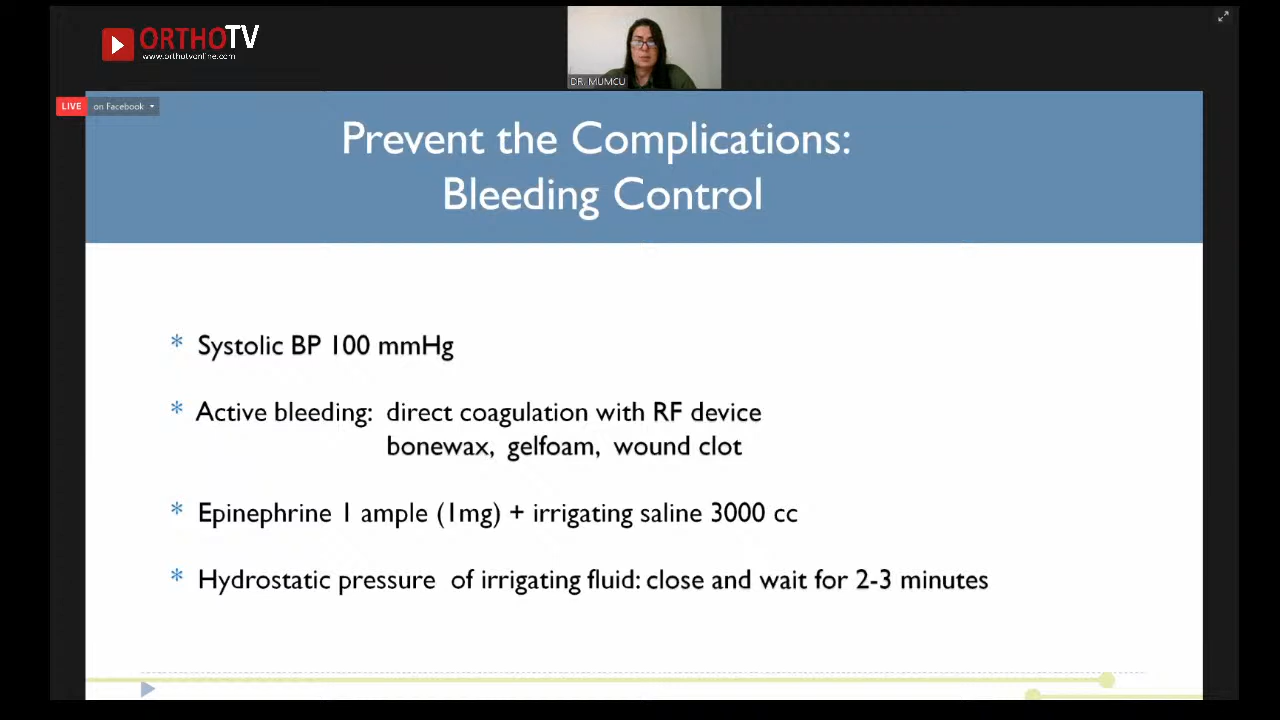 ORTHOTV
www.orthotvonline.com
DR. MUMCU
LIVE on Facebook
Prevent the Complications:
Bleeding Control
* Systolic BP 100 mmHg
* Active bleeding: direct coagulation with RF device
bonewax, gelfoam, wound clot
* Epinephrine 1 ample (1mg) + irrigating saline 3000 cc
* Hydrostatic pressure of irrigating fluid: close and wait for 2-3 minutes